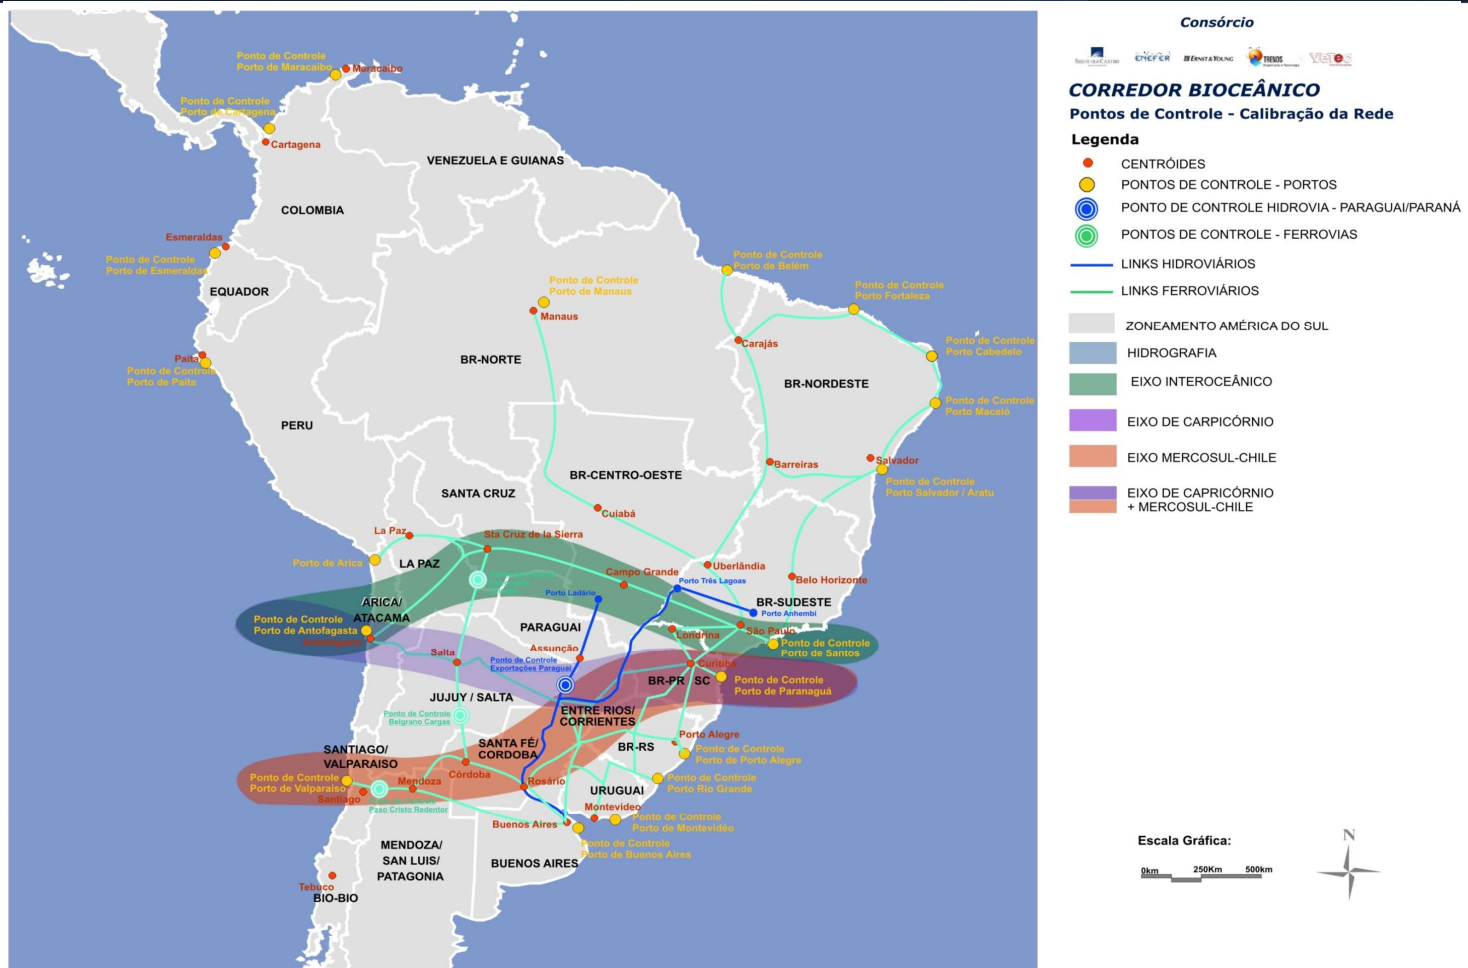 Consórcio
ENEFER
ERNST & YOUNG
TRENDS
VETEC
CORREDOR BIOCEÂNICO
Pontos de Controle - Calibração da Rede
Legenda
CENTRÓIDES
PONTOS DE CONTROLE - PORTOS
PONTO DE CONTROLE HIDROVIA - PARAGUAI/PARANÁ
PONTOS DE CONTROLE - FERROVIAS
LINKS HIDROVIÁRIOS
LINKS FERROVIÁRIOS
ZONEAMENTO AMÉRICA DO SUL
HIDROGRAFIA
EIXO INTEROCEÂNICO
EIXO DE CARPICÓRNIO
EIXO MERCOSUL-CHILE
EIXO DE CAPRICÓRNIO
+ MERCOSUL-CHILE
Escala Gráfica:
0km 250Km 500km
N
Ponto de Controle
Porto de Maracaíbo
Maracaibo
Ponto de Controle
Porto de Cartagena
Cartagena
VENEZUELA E GUIANAS
COLOMBIA
Esmeraldas
Ponto de Controle
Porto de Esmeraldas
EQUADOR
Ponto de Controle
Porto de Belém
Ponto de Controle
Porto de Manaus
Manaus
Ponto de Controle
Porto Fortaleza
Carajás
Ponto de Controle
Porto Cabedelo
Paita
Ponto de Controle
Porto de Paita
BR-NORTE
BR-NORDESTE
Ponto de Controle
Porto Maceió
PERU
Barreiras
Salvador
BR-CENTRO-OESTE
Ponto de Controle
Porto Salvador / Aratu
SANTA CRUZ
Cuiabá
La Paz
Sta Cruz de la Sierra
Porto de Arica
LA PAZ
Uberlândia
Campo Grande
Porto Três Lagoas
Belo Horizonte
Porto Ladário
ARICA/
ATACAMA
BR-SUDESTE
Porto Anhembi
Ponto de Controle
Porto de Antofagasta
PARAGUAI
Londrina
São Paulo
Ponto de Controle
Porto de Santos
Assunção
Salta
Ponto de Controle
Exportações Paraguai
Curitiba
BR-PR SC
Ponto de Controle
Porto de Paranaguá
JUJUY / SALTA
Ponto de Controle
Belgrano Cargas
ENTRE RIOS/
CORRIENTES
SANTIAGO/
VALPARAISO
SANTA FÉ/
CORDOBA
BR-RS
Porto Alegre
Ponto de Controle
Porto de Porto Alegre
Ponto de Controle
Porto de Valparaiso
Santiago
Mendoza
Córdoba
Rosário
Paso Cristo Redentor
URUGUAI
Ponto de Controle
Porto Rio Grande
Montevideo
Ponto de Controle
Porto de Montevidéo
Buenos Aires
Ponto de Controle
Porto de Buenos Aires
MENDOZA/
SAN LUIS/
PATAGONIA
BUENOS AIRES
Tebuco
BIO-BIO